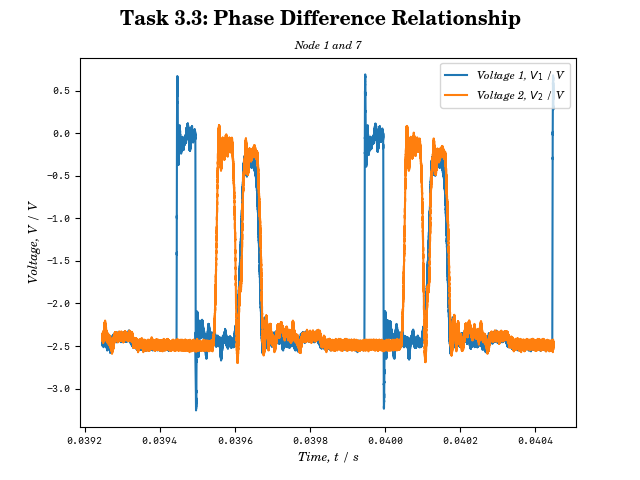 Task 3.3: Phase Difference Relationship
Node 1 and 7
Voltage 1, V₁ / V
Voltage 2, V₂ / V
0.5
0.0
−0.5
−1.0
−1.5
−2.0
−2.5
−3.0
Voltage, V / V
0.0392
0.0394
0.0396
0.0398
0.0400
0.0402
0.0404
Time, t / s